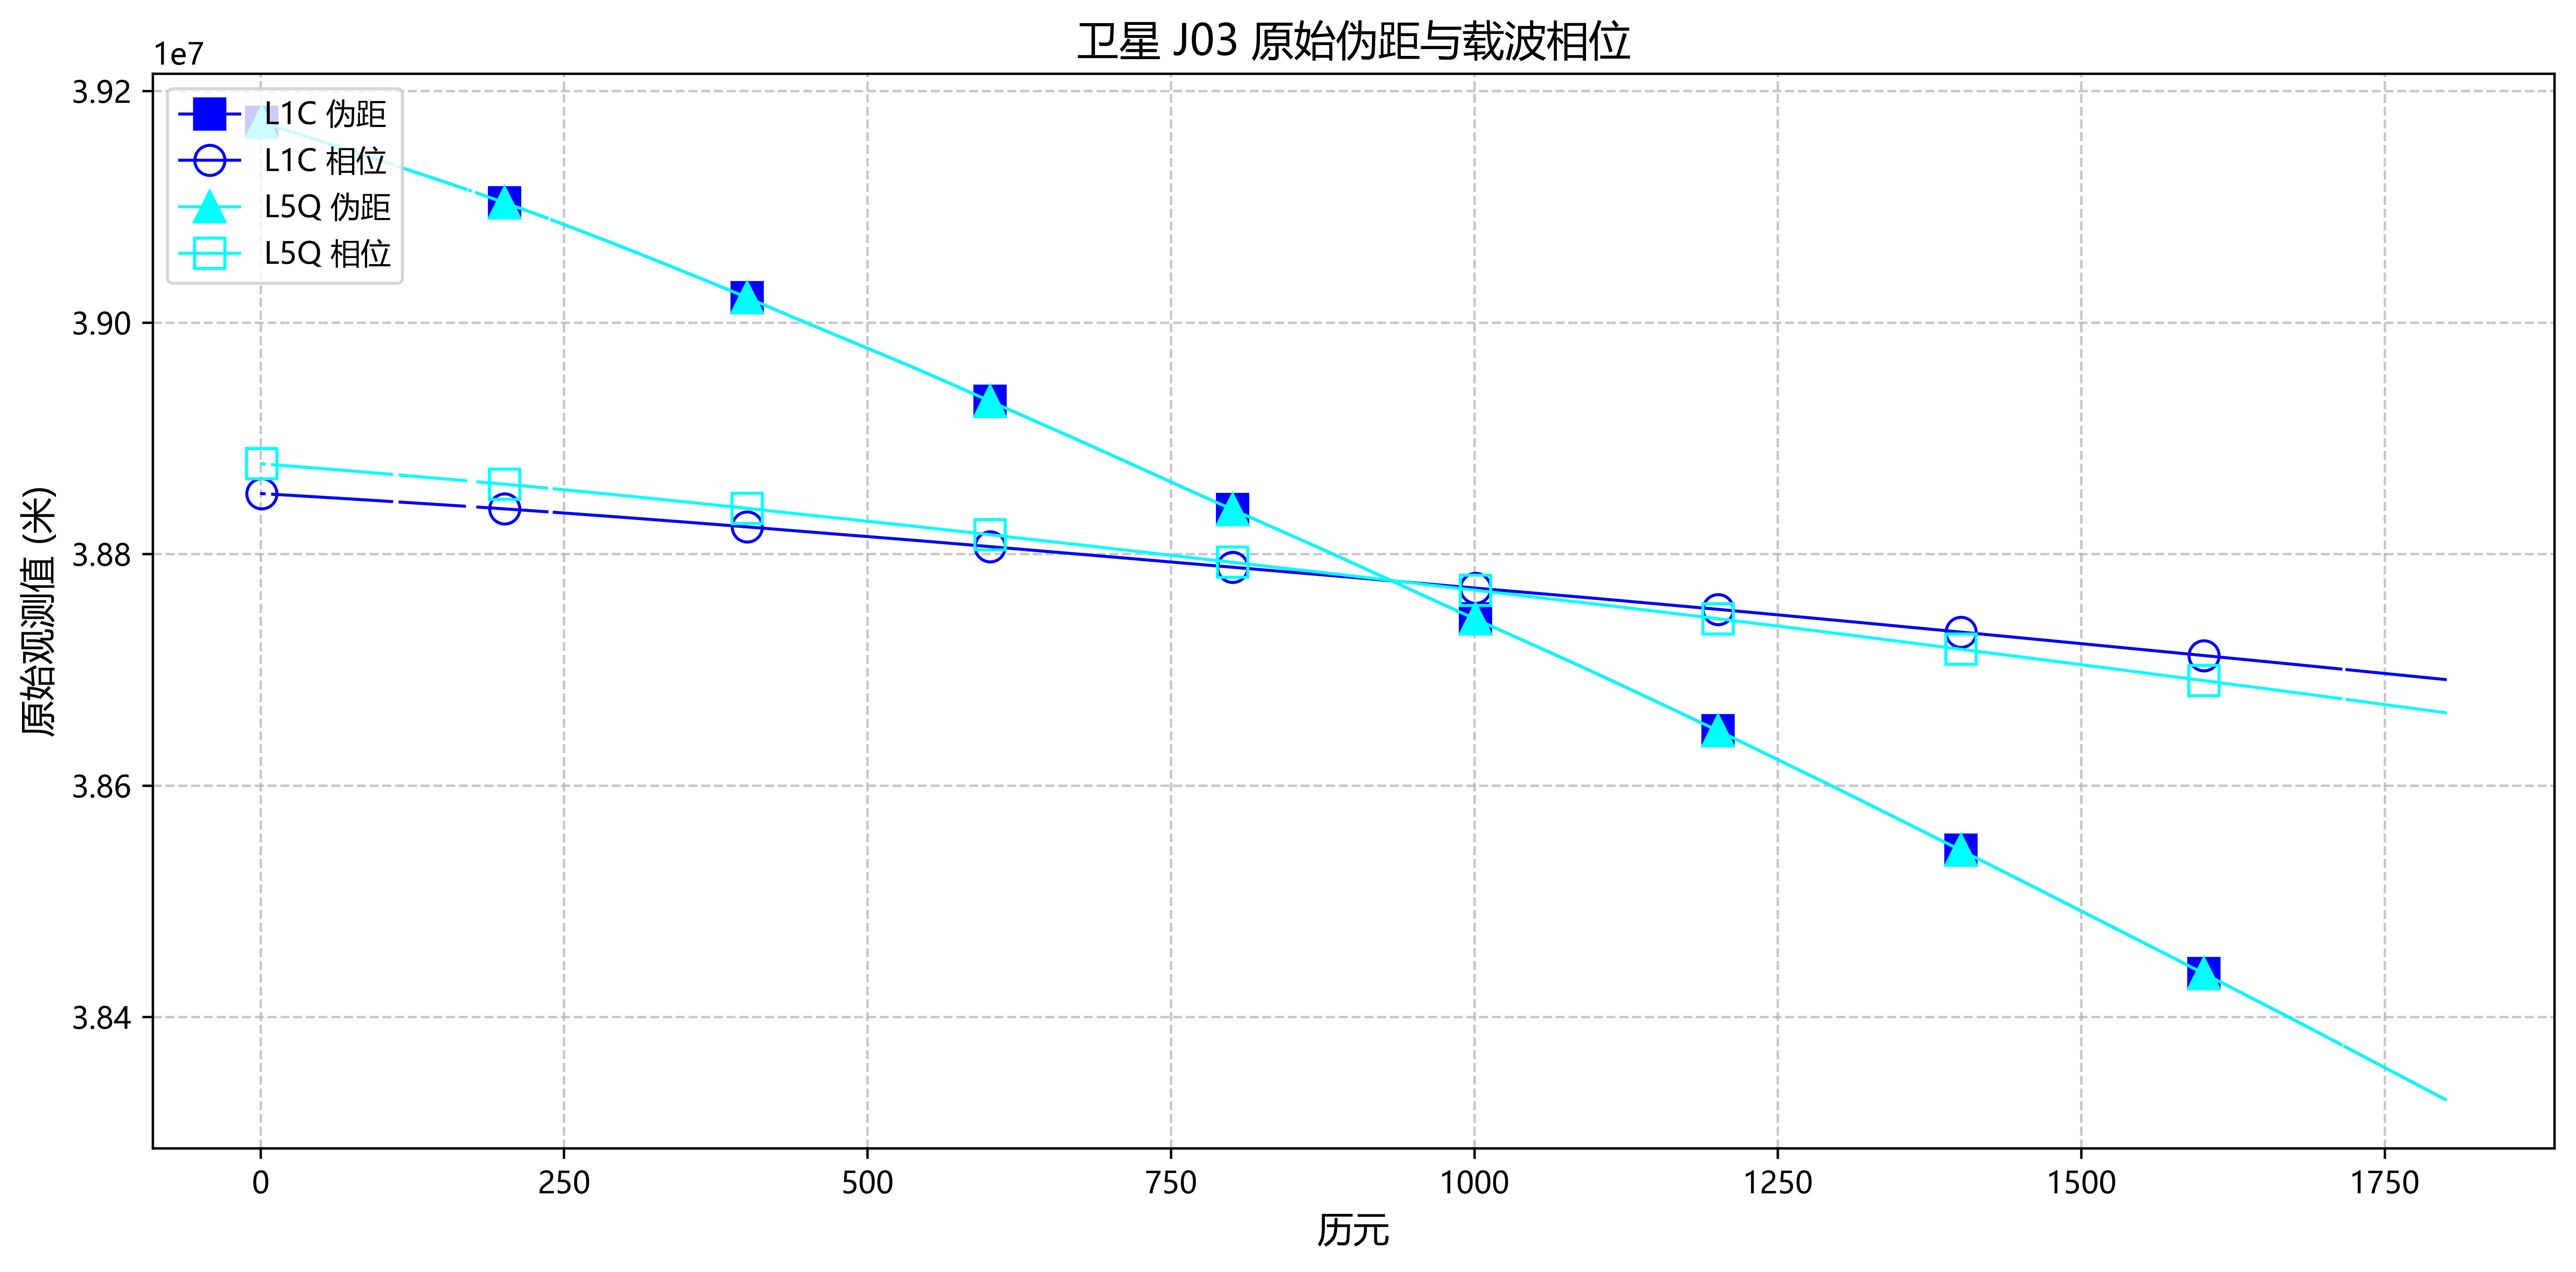 卫星 J03 原始伪距与载波相位
1e7
3.92
3.90
3.88
3.86
3.84
原始观测值 (米)
L1C 伪距
L1C 相位
L5Q 伪距
L5Q 相位
0 250 500 750 1000 1250 1500 1750
历元